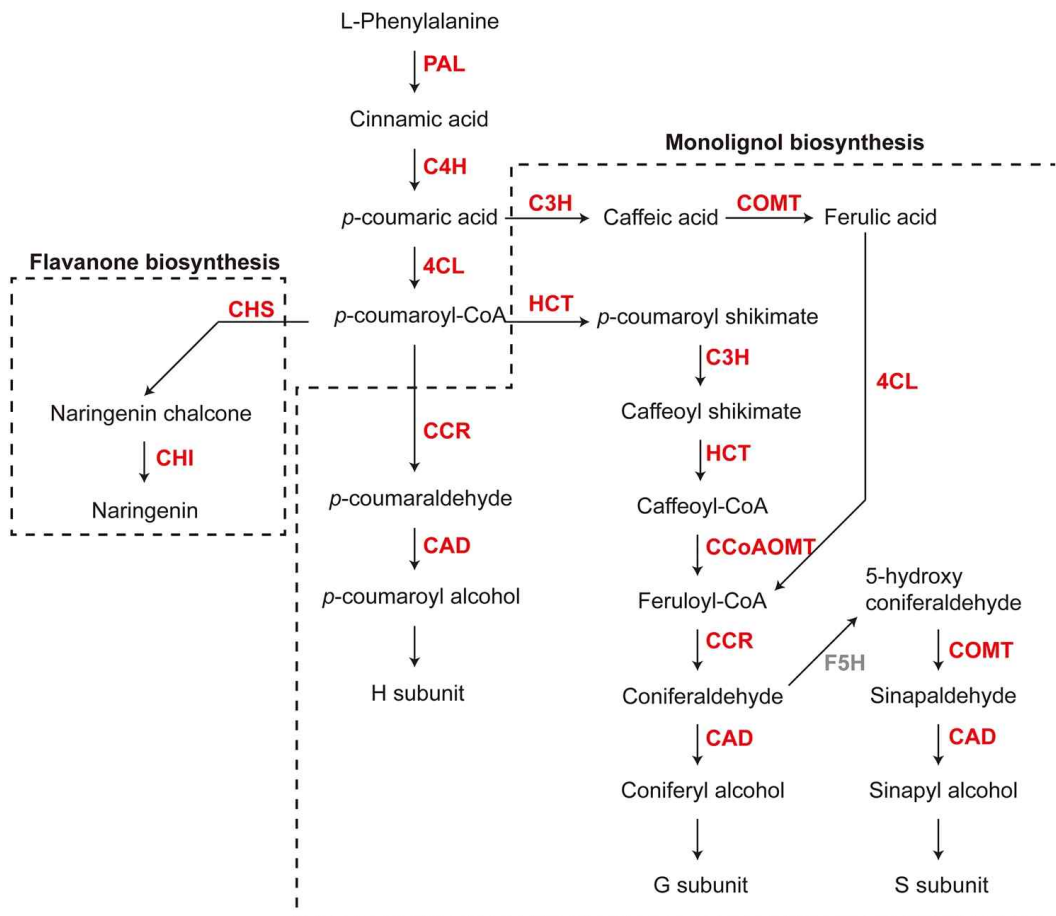 L-Phenylalanine
PAL
Cinnamic acid
Monolignol biosynthesis
C4H
p-coumaric acid
C3H
Caffeic acid
COMT
Ferulic acid
Flavanone biosynthesis
4CL
CHS
p-coumaroyl-CoA
HCT
p-coumaroyl shikimate
C3H
4CL
Naringenin chalcone
Caffeoyl shikimate
CCR
CHI
HCT
p-coumaraldehyde
Naringenin
Caffeoyl-CoA
CAD
CCoAOMT
5-hydroxy
coniferaldehyde
p-coumaroyl alcohol
Feruloyl-CoA
CCR
F5H
COMT
H subunit
Coniferaldehyde
Sinapaldehyde
CAD
CAD
Coniferyl alcohol
Sinapyl alcohol
G subunit
S subunit